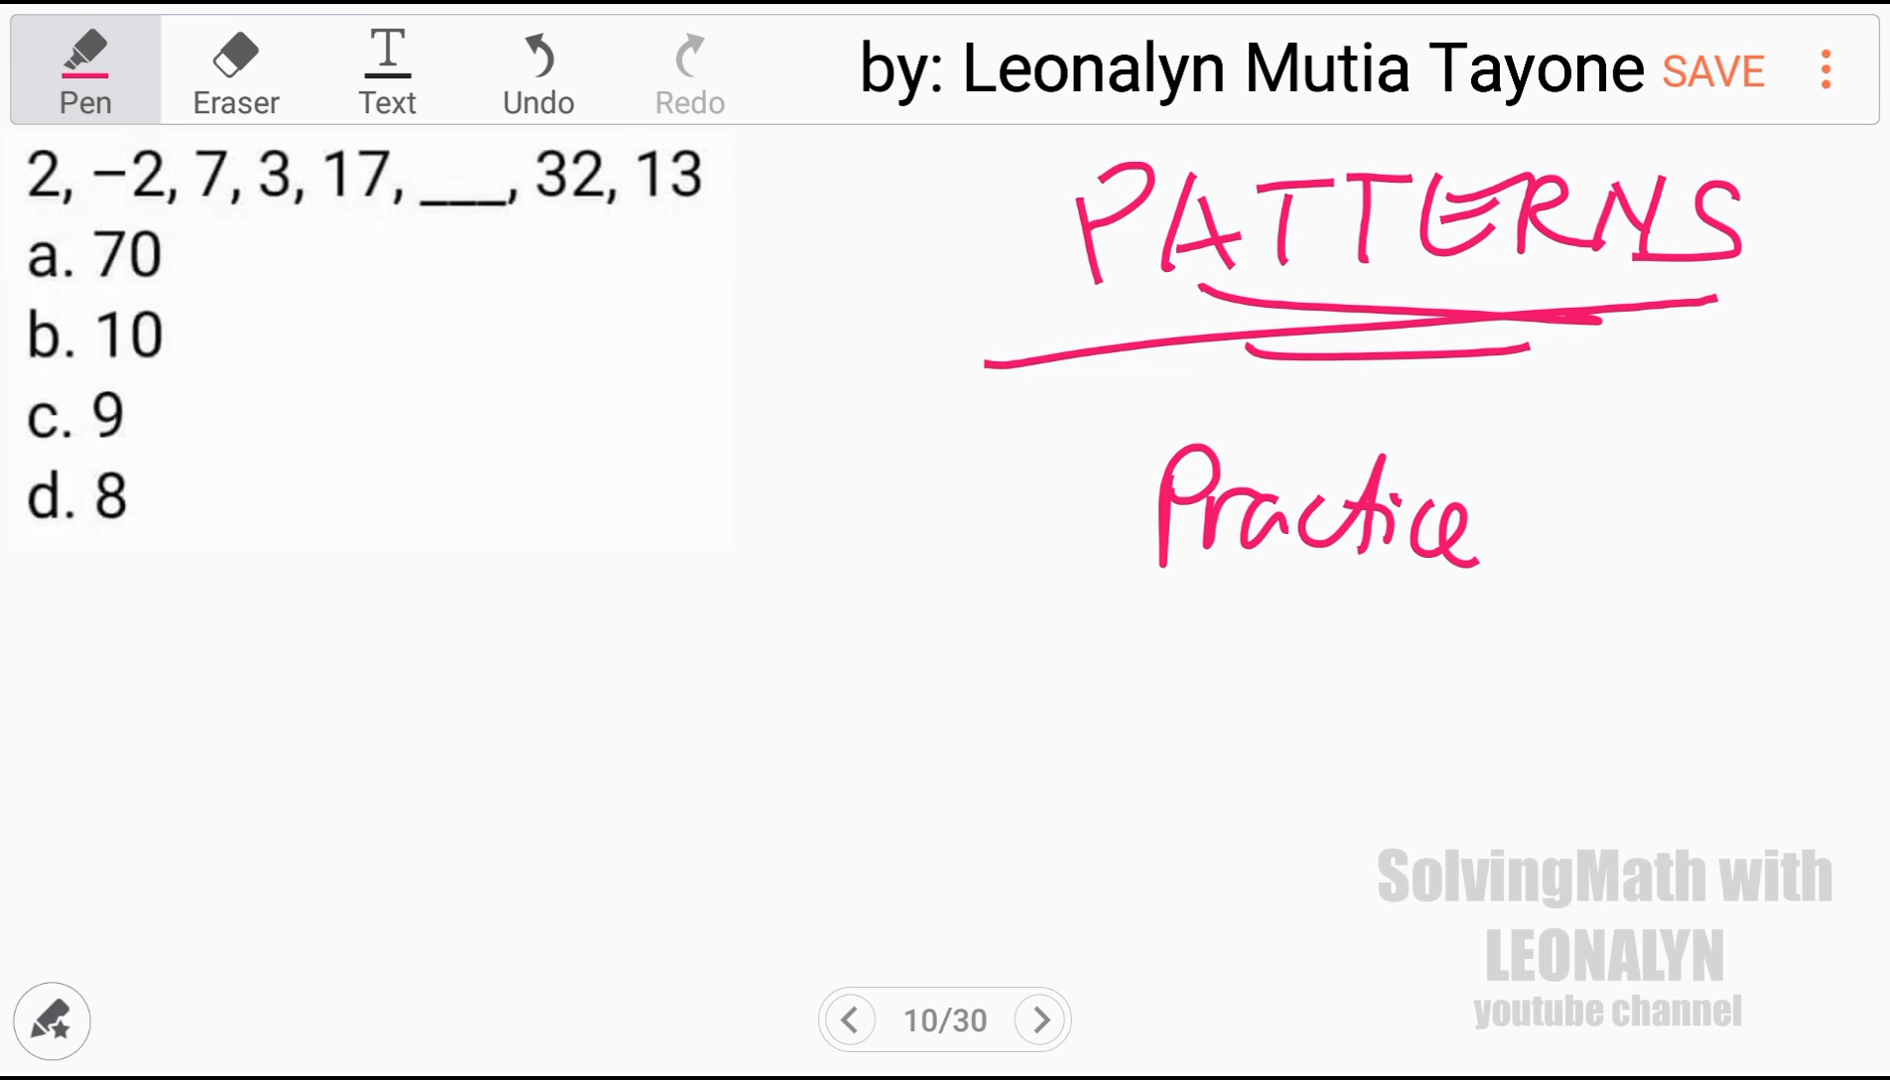 Pen Eraser Text Undo Redo by: Leonalyn Mutia Tayone SAVE
2, −2, 7, 3, 17, ___, 32, 13
a. 70
b. 10
c. 9
d. 8
PATTERNS
Practice
SolvingMath with
LEONALYN
youtube channel
10/30